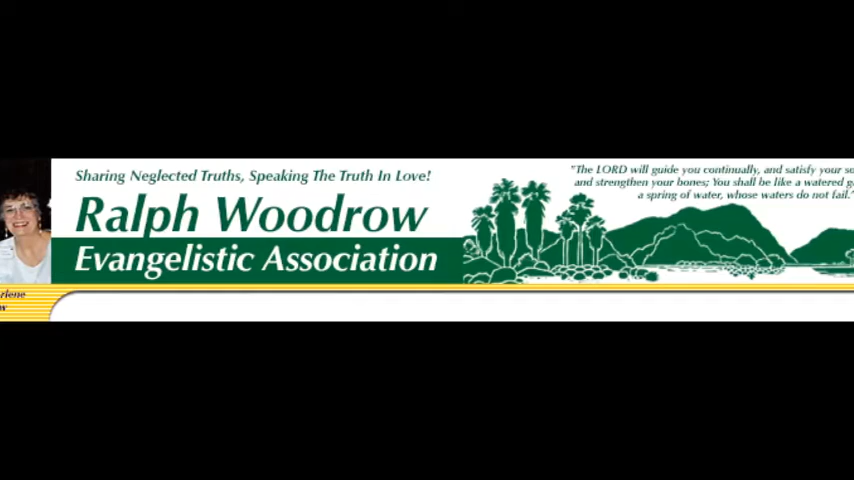 Sharing Neglected Truths, Speaking The Truth In Love!
Ralph Woodrow
Evangelistic Association
"The LORD will guide you continually, and satisfy your
and strengthen your bones; You shall be like a watered
a spring of water, whose waters do not fail."